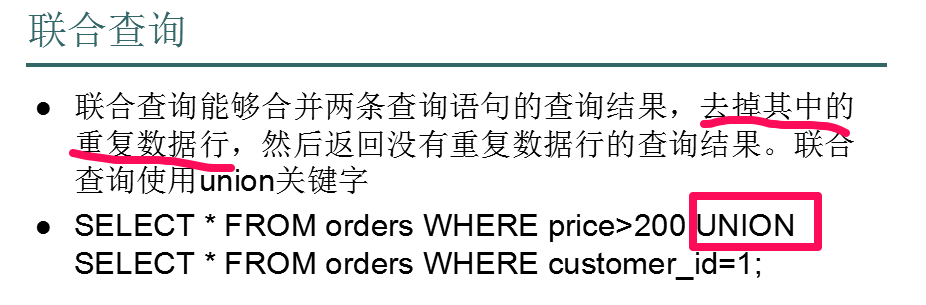 联合查询
● 联合查询能够合并两条查询语句的查询结果，去掉其中的
重复数据行，然后返回没有重复数据行的查询结果。联合
查询使用union关键字
● SELECT * FROM orders WHERE price>200 UNION
SELECT * FROM orders WHERE customer_id=1;